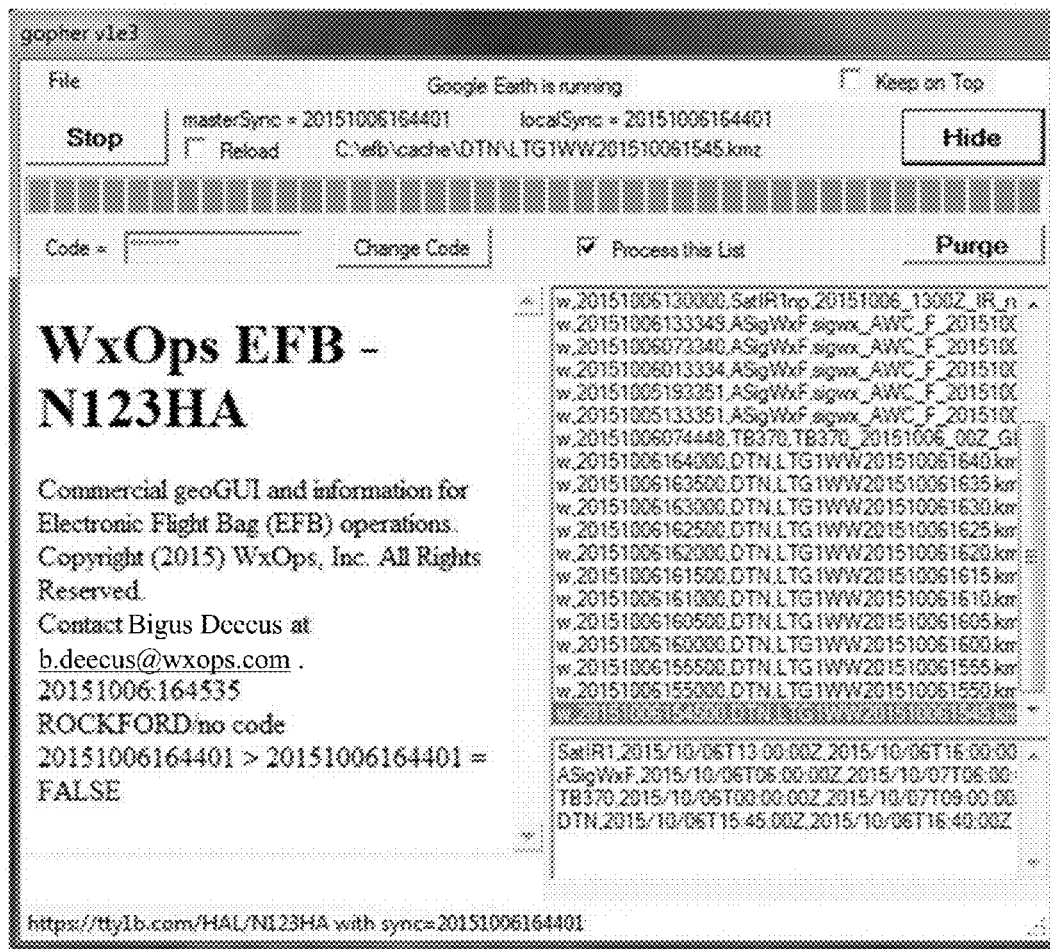 gopher v1e3
File
Google Earth is running
Keep on Top
Stop
masterSync = 20151006164401
localSync = 20151006164401
Reload
C:\efb\cache\DTN\LTG1WW201510061545.kmz
Hide
Code =
Change Code
Process this List
Purge
WxOps EFB -
N123HA
Commercial geoGUI and information for
Electronic Flight Bag (EFB) operations.
Copyright (2015) WxOps, Inc. All Rights
Reserved.
Contact Bigus Deecus at
b.deecus@wxops.com .
20151006:164535
ROCKFORD/no code
20151006164401 > 20151006164401 =
FALSE
w,20151006130000,SatIR1np,20151006_1300Z_IR_n
w,20151006133349,ASigWxF,sigwx_AWC_F_201510
w,20151006073340,ASigWxF,sigwx_AWC_F_201510
w,20151006013334,ASigWxF,sigwx_AWC_F_201510
w,20151005193351,ASigWxF,sigwx_AWC_F_201510
w,20151005133351,ASigWxF,sigwx_AWC_F_201510
w,20151006074448,TB370,TB370_20151006_00Z_G
w,20151006164000,DTN,LTG1WW201510061640.km
w,20151006163500,DTN,LTG1WW201510061635.km
w,20151006163000,DTN,LTG1WW201510061630.km
w,20151006162500,DTN,LTG1WW201510061625.km
w,20151006162000,DTN,LTG1WW201510061620.km
w,20151006161500,DTN,LTG1WW201510061615.km
w,20151006161000,DTN,LTG1WW201510061610.km
w,20151006160500,DTN,LTG1WW201510061605.km
w,20151006160000,DTN,LTG1WW201510061600.km
w,20151006155500,DTN,LTG1WW201510061555.km
w,20151006155000,DTN,LTG1WW201510061550.km
SatIR1,2015/10/06T13:00:00Z,2015/10/06T16:00:00
ASigWxF,2015/10/06T06:00:00Z,2015/10/07T06:00:
TB370,2015/10/06T00:00:00Z,2015/10/07T09:00:00
DTN,2015/10/06T15:45:00Z,2015/10/06T16:40:00Z
https://tty1b.com/HAL/N123HA with sync=20151006164401